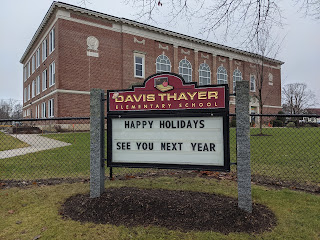 DAVIS THAYER
ELEMENTARY SCHOOL
HAPPY HOLIDAYS
SEE YOU NEXT YEAR